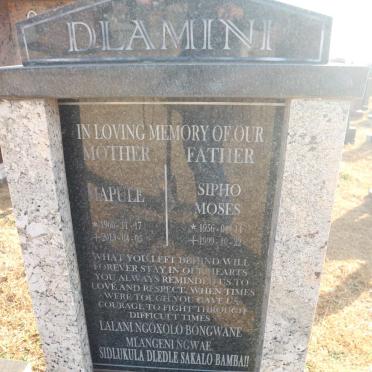 DLAMINI
IN LOVING MEMORY OF OUR
MOTHER FATHER
MAPULE
SIPHO
MOSES
WHAT YOU LEFT BEHIND WILL
FOREVER STAY IN OUR HEARTS
YOU ALWAYS REMINDED US TO
LOVE AND RESPECT. WHEN TIMES
WERE TOUGH YOU GAVE US
COURAGE TO FIGHT THROUGH
DIFFICULT TIMES
LALANI NGOXOLO BONGWANE
MLANGENI NGWAE
SIDLUKULA DLEDLE SAKALO BAMBA!!